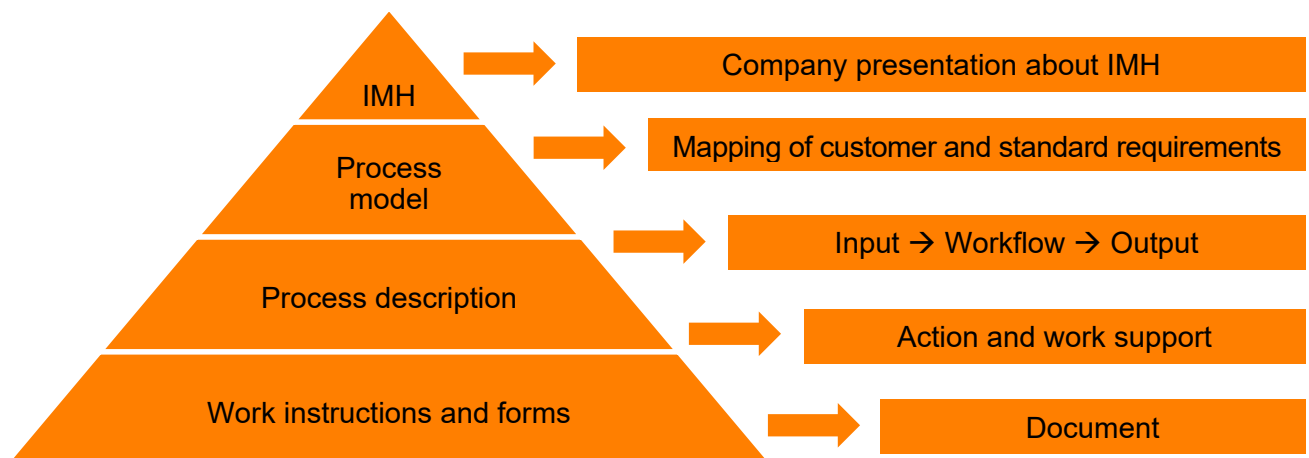 Company presentation about IMH
IMH
Mapping of customer and standard requirements
Process
model
Input → Workflow → Output
Process description
Action and work support
Work instructions and forms
Document